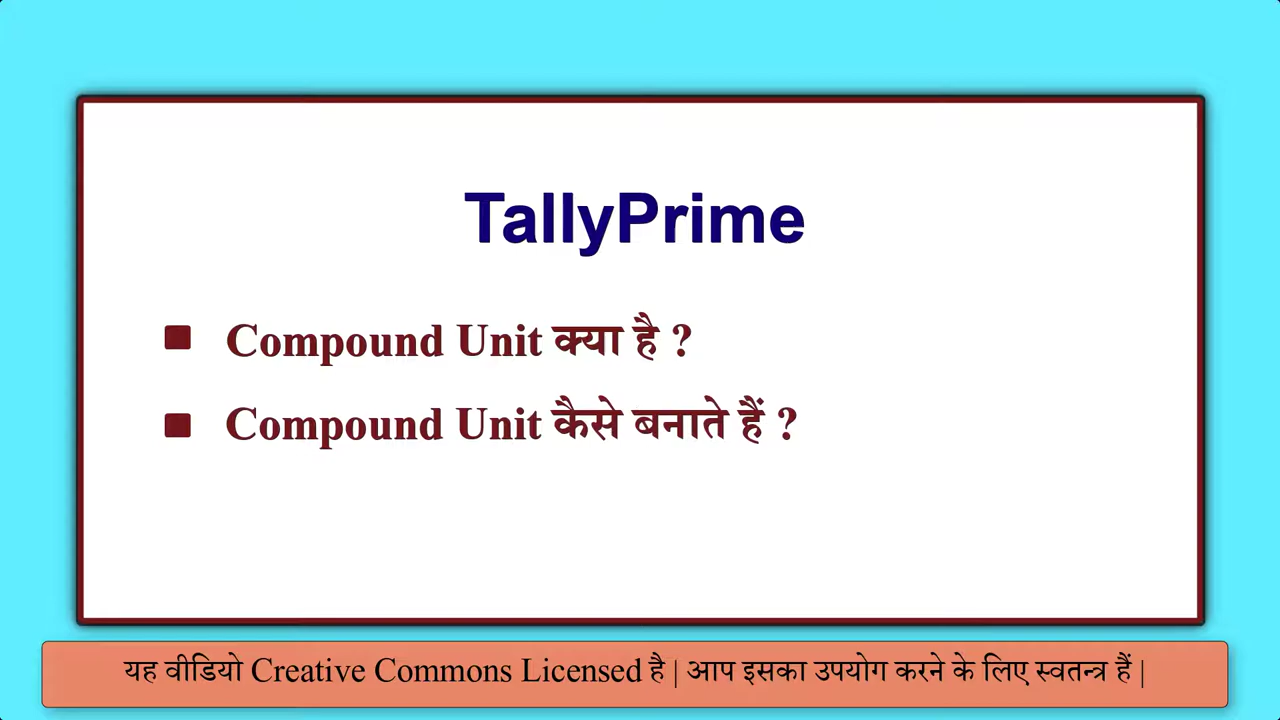 TallyPrime
Compound Unit क्या है ?
Compound Unit कैसे बनाते हैं ?
यह वीडियो Creative Commons Licensed है | आप इसका उपयोग करने के लिए स्वतन्त्र हैं |